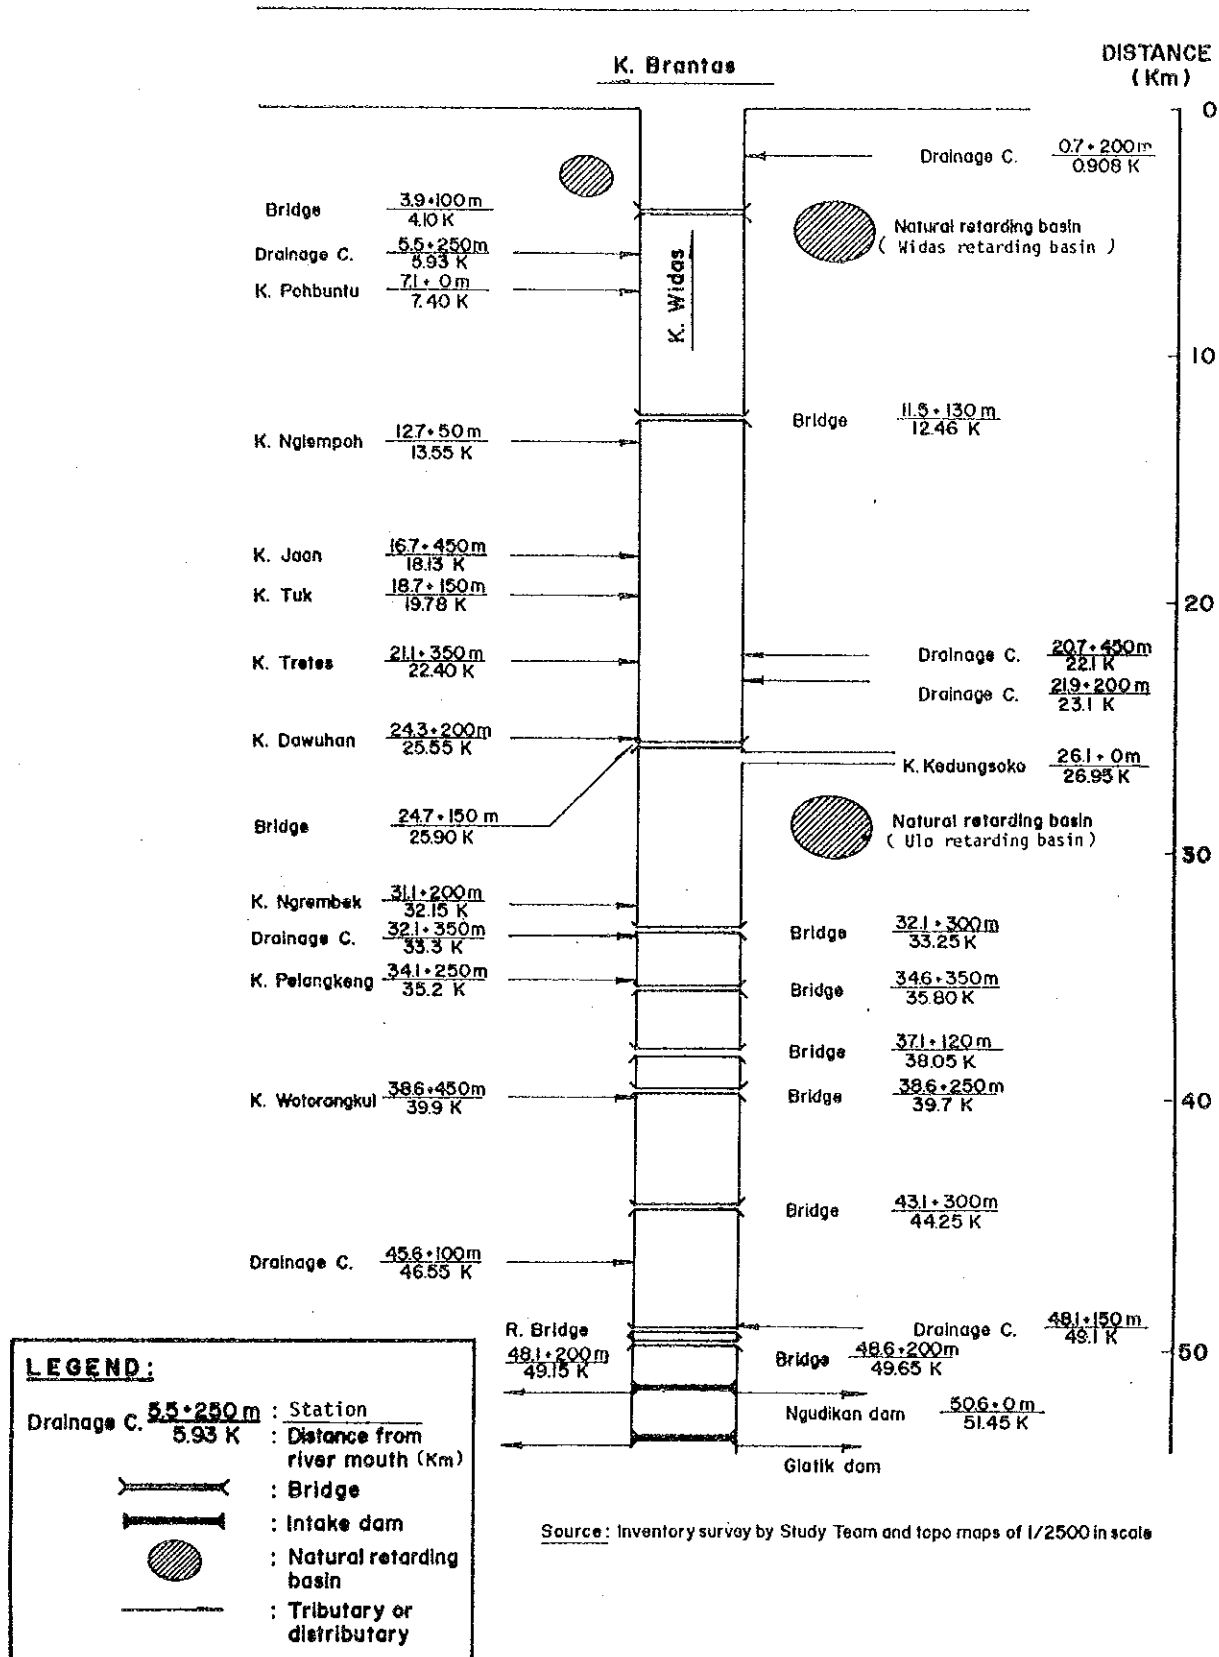 K. Brantas
DISTANCE
(Km)
0
Drainage C. 0.7+200m
0.908 K
Bridge 3.9+100m
4.10 K
Natural retarding basin
( Widas retarding basin )
Drainage C. 5.5+250m
5.93 K
K. Pohbuntu 7.1+0m
7.40 K
K. Widas
10
Bridge 11.5+130m
12.46 K
K. Nglempoh 12.7+50m
13.55 K
K. Jaan 16.7+450m
18.13 K
K. Tuk 18.7+150m
19.78 K
20
K. Tretes 21.1+350m
22.40 K
Drainage C. 20.7+450m
22.1 K
Drainage C. 21.9+200m
23.1 K
K. Dawuhan 24.3+200m
25.55 K
K. Kedungsoko 26.1+0m
26.95 K
Bridge 24.7+150 m
25.90 K
Natural retarding basin
( Ulo retarding basin )
30
K. Ngrembek 31.1+200m
32.15 K
Drainage C. 32.1+350m
33.3 K
Bridge 32.1+300m
33.25 K
K. Pelangkeng 34.1+250m
35.2 K
Bridge 34.6+350m
35.80 K
Bridge 37.1+120m
38.05 K
K. Wotorangkul 38.6+450m
39.9 K
Bridge 38.6+250m
39.7 K
40
Bridge 43.1+300m
44.25 K
Drainage C. 45.6+100m
46.55 K
R. Bridge
48.1+200m
49.15 K
Drainage C. 48.1+150m
49.1 K
Bridge 48.6+200m
49.65 K
50
Ngudikan dam 50.6+0m
51.45 K
Glatik dam
LEGEND:
Drainage C. 5.5+250m : Station
5.93 K : Distance from
river mouth (Km)
: Bridge
: Intake dam
: Natural retarding
basin
: Tributary or
distributary
Source: Inventory survey by Study Team and topo maps of 1/2500 in scale